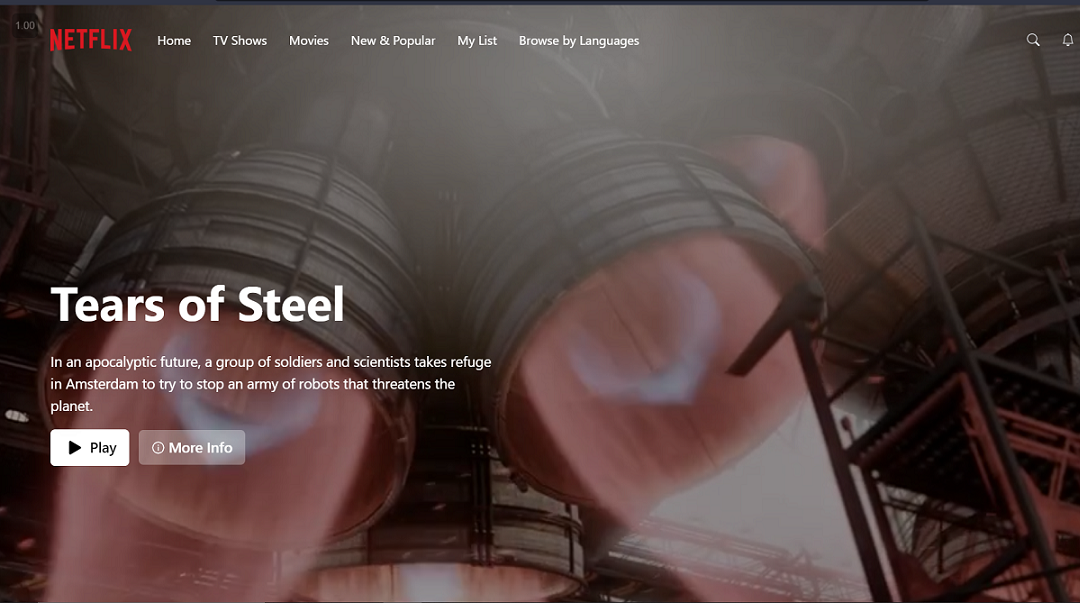 1.00
NETFLIX Home TV Shows Movies New & Popular My List Browse by Languages
Tears of Steel
In an apocalyptic future, a group of soldiers and scientists takes refuge
in Amsterdam to try to stop an army of robots that threatens the
planet.
Play More Info